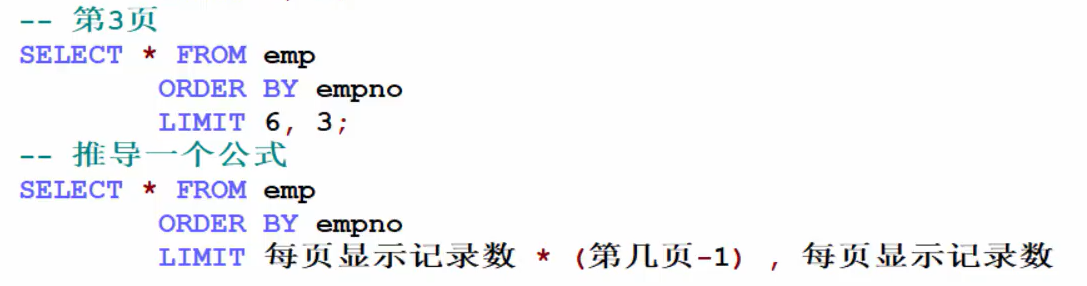 -- 第3页
SELECT * FROM emp
ORDER BY empno
LIMIT 6, 3;
-- 推导一个公式
SELECT * FROM emp
ORDER BY empno
LIMIT 每页显示记录数 * (第几页-1) , 每页显示记录数